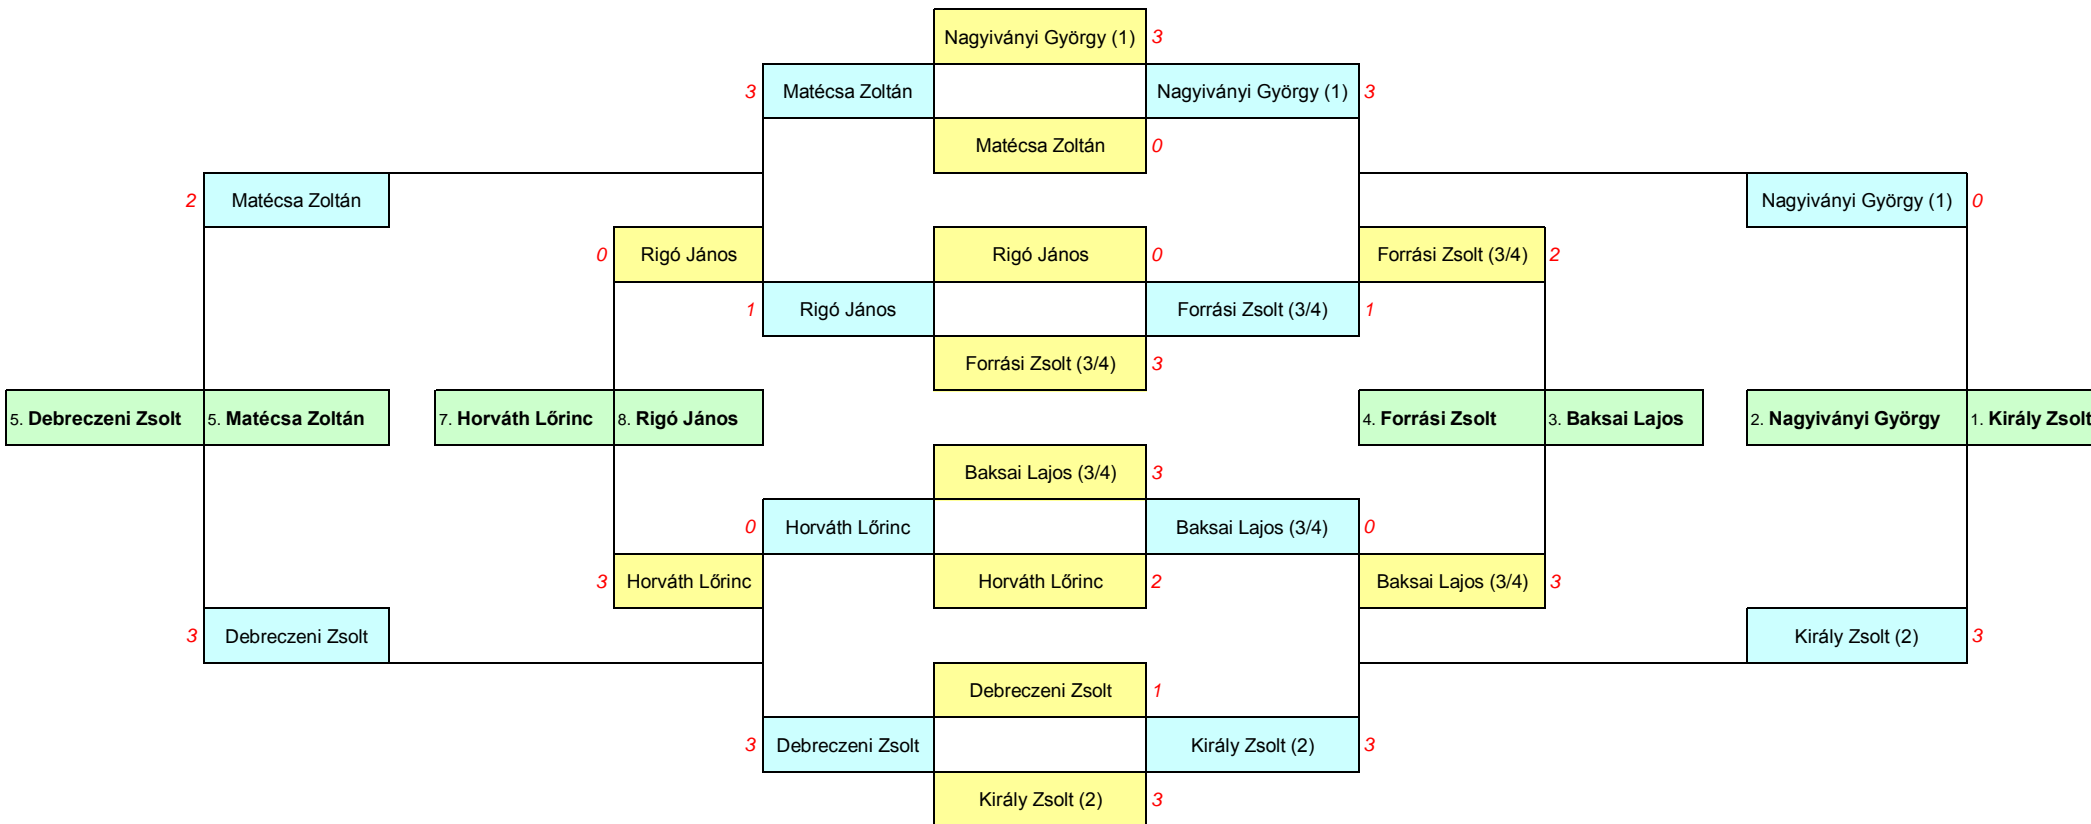 Nagyiványi György (1) 3
3 Matécsa Zoltán Nagyiványi György (1) 3
Matécsa Zoltán 0
2 Matécsa Zoltán Nagyiványi György (1) 0
0 Rigó János Rigó János 0 Forrási Zsolt (3/4) 2
1 Rigó János Forrási Zsolt (3/4) 1
Forrási Zsolt (3/4) 3
5. Debreczeni Zsolt 5. Matécsa Zoltán 7. Horváth Lőrinc 8. Rigó János 4. Forrási Zsolt 3. Baksai Lajos 2. Nagyiványi György 1. Király Zsolt
Baksai Lajos (3/4) 3
0 Horváth Lőrinc Baksai Lajos (3/4) 0
3 Horváth Lőrinc Horváth Lőrinc 2 Baksai Lajos (3/4) 3
3 Debreczeni Zsolt Király Zsolt (2) 3
Debreczeni Zsolt 1
3 Debreczeni Zsolt Király Zsolt (2) 3
Király Zsolt (2) 3